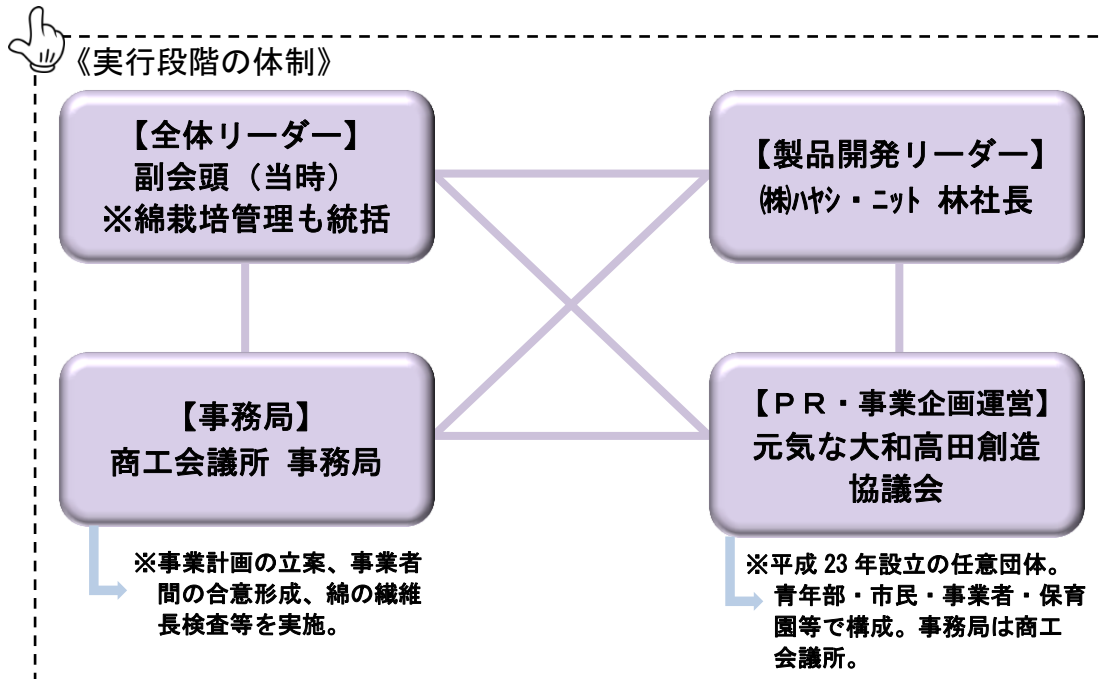 《実行段階の体制》
【全体リーダー】
副会頭（当時）
※綿栽培管理も統括
【製品開発リーダー】
㈱ﾊﾔｼ・ﾆｯﾄ 林社長
【事務局】
商工会議所 事務局
【ＰＲ・事業企画運営】
元気な大和高田創造
協議会
※事業計画の立案、事業者
間の合意形成、綿の繊維
長検査等を実施。
※平成 23 年設立の任意団体。
青年部・市民・事業者・保育
園等で構成。事務局は商工
会議所。